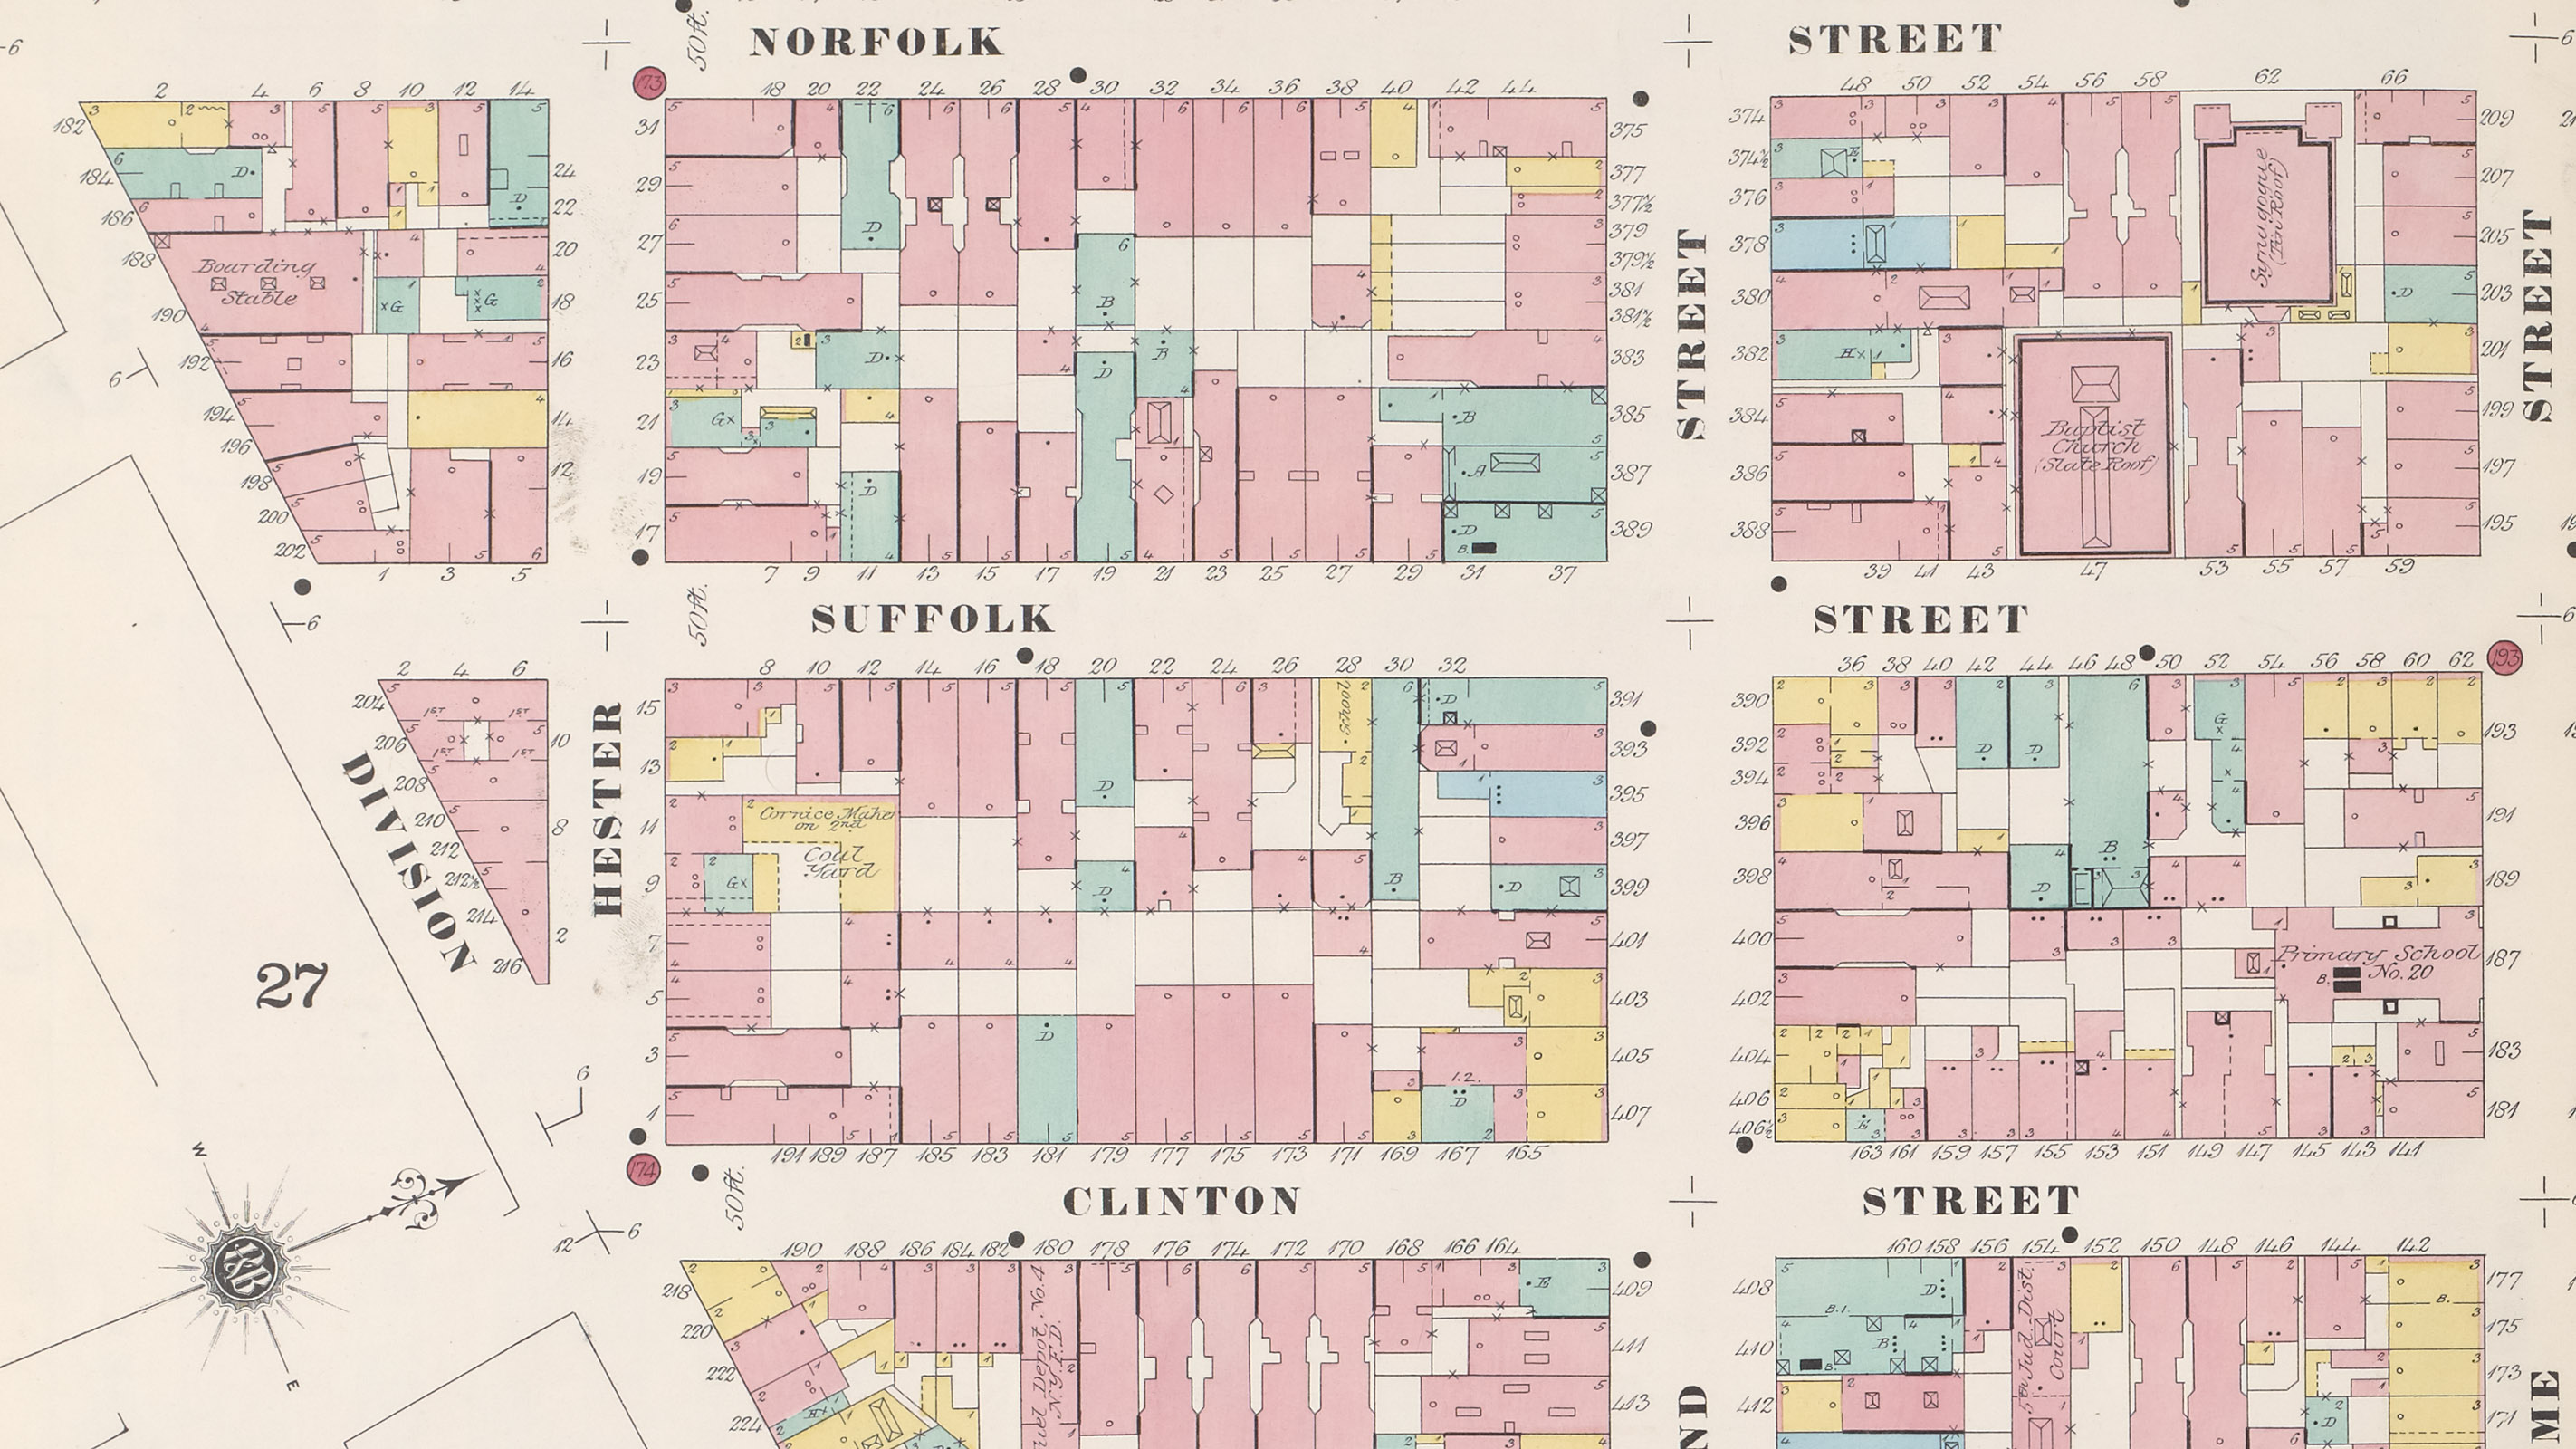 NORFOLK STREET
50ft.
173
2 4 6 8 10 12 14
18 20 22 24 26 28 30 32 34 36 38 40 42 44
48 50 52 54 56 58 62 66
182
184
186
188
190
192
194
196
198
200
202
24
22
20
18
16
14
12
1 3 5
Boarding
Stable
31
29
27
25
23
21
19
17
375
377
377½
379
379½
381
381½
383
385
387
389
7 9 11 13 15 17 19 21 23 25 27 29 31 37
STREET
374
374½
376
378
380
382
384
386
388
Synagogue
(Tin Roof)
Baptist
Church
(Slate Roof)
209
207
205
203
201
199
197
195
39 41 43 47 53 55 57 59
STREET
SUFFOLK STREET
50ft.
193
2 4 6
8 10 12 14 16 18 20 22 24 26 28 30 32
36 38 40 42 44 46 48 50 52 54 56 58 60 62
204
206
208
210
212
212½
214
216
10
8
2
1ST 1ST
1ST 1ST
DIVISION
HESTER
27
15
13
11
9
7
5
3
1
School
Cornice Maker
on 2nd
Coal
Yard
391
393
395
397
399
401
403
405
407
1.2.
191 189 187 185 183 181 179 177 175 173 171 169 167 165
390
392
394
396
398
400
402
404
406
406½
193
191
189
187
183
181
Primary School
No. 20
163 161 159 157 155 153 151 149 147 145 143 141
174
50ft.
CLINTON STREET
190 188 186 184 182 180 178 176 174 172 170 168 166 164
160 158 156 154 152 150 148 146 144 142
218
220
222
224
Depot. No. 4
N.Y.F.D.
409
411
413
408
410
412
5th Jud. Dist.
Court
177
175
173
171
W
E
12 6
6
ND
ME